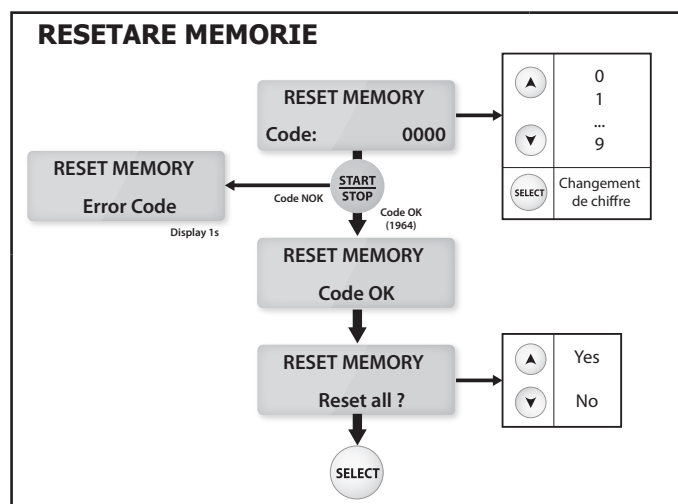 RESETARE MEMORIE
RESET MEMORY
Code: 0000
0
1
...
9
SELECT
Changement
de chiffre
START
STOP
Code NOK
RESET MEMORY
Error Code
Display 1s
Code OK
(1964)
RESET MEMORY
Code OK
RESET MEMORY
Reset all ?
Yes
No
SELECT